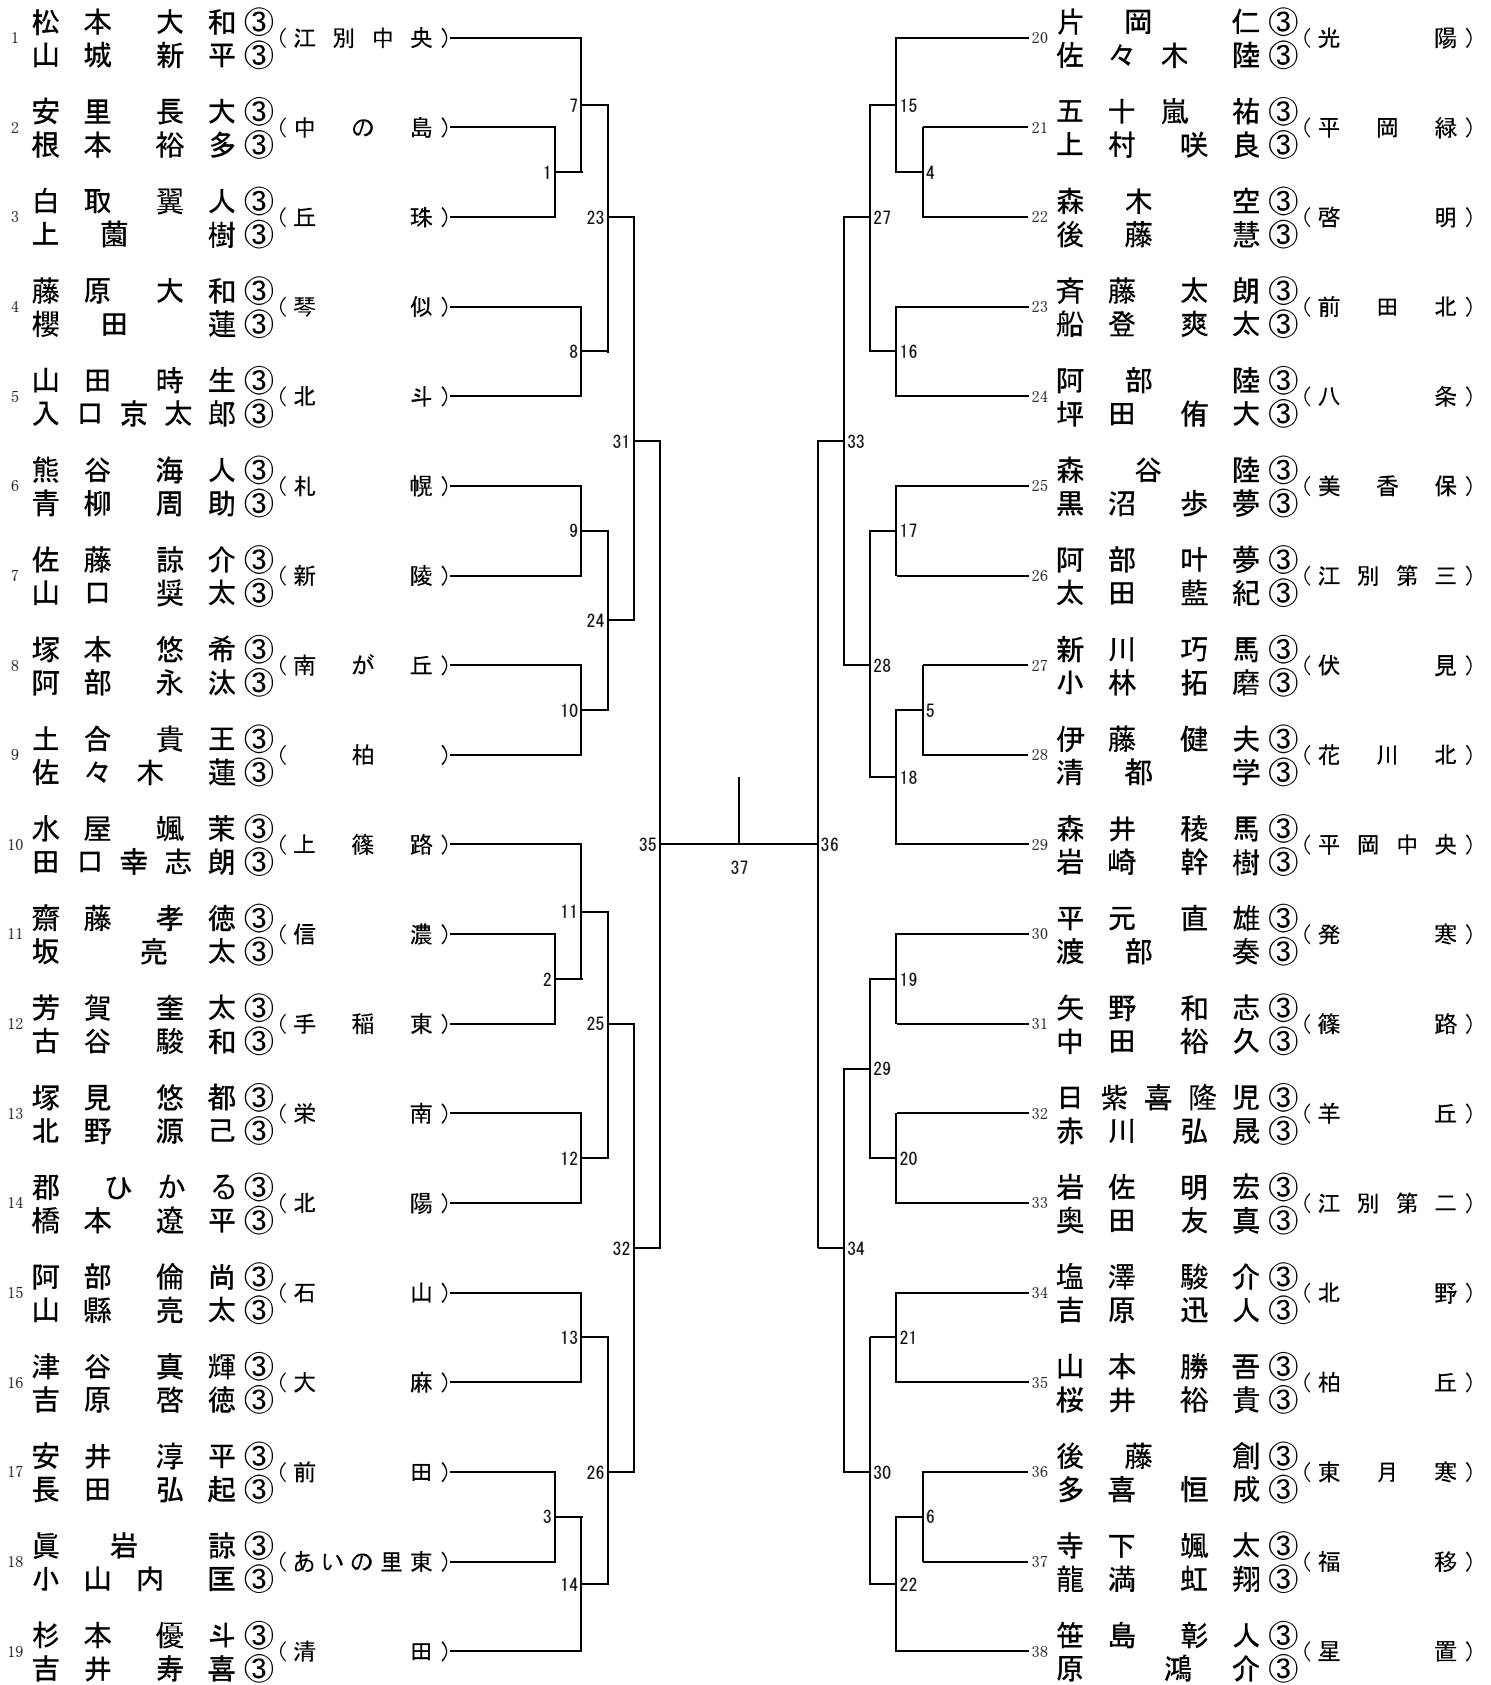 1 松本 大和③ (江別中央)
山城 新平③
2 安里 長大③ (中の島)
根本 裕多③
3 白取 翼人③ (丘珠)
上薗 樹③
4 藤原 大和③ (琴似)
櫻田 蓮③
5 山田 時生③ (北斗)
入口京太郎③
6 熊谷 海人③ (札幌)
青柳 周助③
7 佐藤 諒介③ (新陵)
山口 奨太③
8 塚本 悠希③ (南が丘)
阿部 永汰③
9 土合 貴王③ (柏)
佐々木 蓮③
10 水屋 颯茉③ (上篠路)
田口幸志朗③
11 齋藤 孝徳③ (信濃)
坂 亮太③
12 芳賀 奎太③ (手稲東)
古谷 駿和③
13 塚見 悠都③ (栄南)
北野 源己③
14 郡 ひかる③ (北陽)
橋本 遼平③
15 阿部 倫尚③ (石山)
山縣 亮太③
16 津谷 真輝③ (大麻)
吉原 啓徳③
17 安井 淳平③ (前田)
長田 弘起③
18 眞岩 諒③ (あいの里東)
小山内 匡③
19 杉本 優斗③ (清田)
吉井 寿喜③
7
1
23
8
31
9
24
10
35
11
2
25
12
32
13
26
3
14
37
15
4
27
16
33
17
28
5
18
36
19
29
20
34
21
30
6
22
20 片岡 仁③ (光陽)
佐々木 陸③
21 五十嵐 祐③ (平岡緑)
上村 咲良③
22 森木 空③ (啓明)
後藤 慧③
23 斉藤 太朗③ (前田北)
船登 爽太③
24 阿部 陸③ (八条)
坪田 侑大③
25 森谷 陸③ (美香保)
黒沼 歩夢③
26 阿部 叶夢③ (江別第三)
太田 藍紀③
27 新川 巧馬③ (伏見)
小林 拓磨③
28 伊藤 健夫③ (花川北)
清都 学③
29 森井 稜馬③ (平岡中央)
岩崎 幹樹③
30 平元 直雄③ (発寒)
渡部 奏③
31 矢野 和志③ (篠路)
中田 裕久③
32 日紫喜隆児③ (羊丘)
赤川 弘晟③
33 岩佐 明宏③ (江別第二)
奥田 友真③
34 塩澤 駿介③ (北野)
吉原 迅人③
35 山本 勝吾③ (柏丘)
桜井 裕貴③
36 後藤 創③ (東月寒)
多喜 恒成③
37 寺下 颯太③ (福移)
龍満 虹翔③
38 笹島 彰人③ (星置)
原 鴻介③